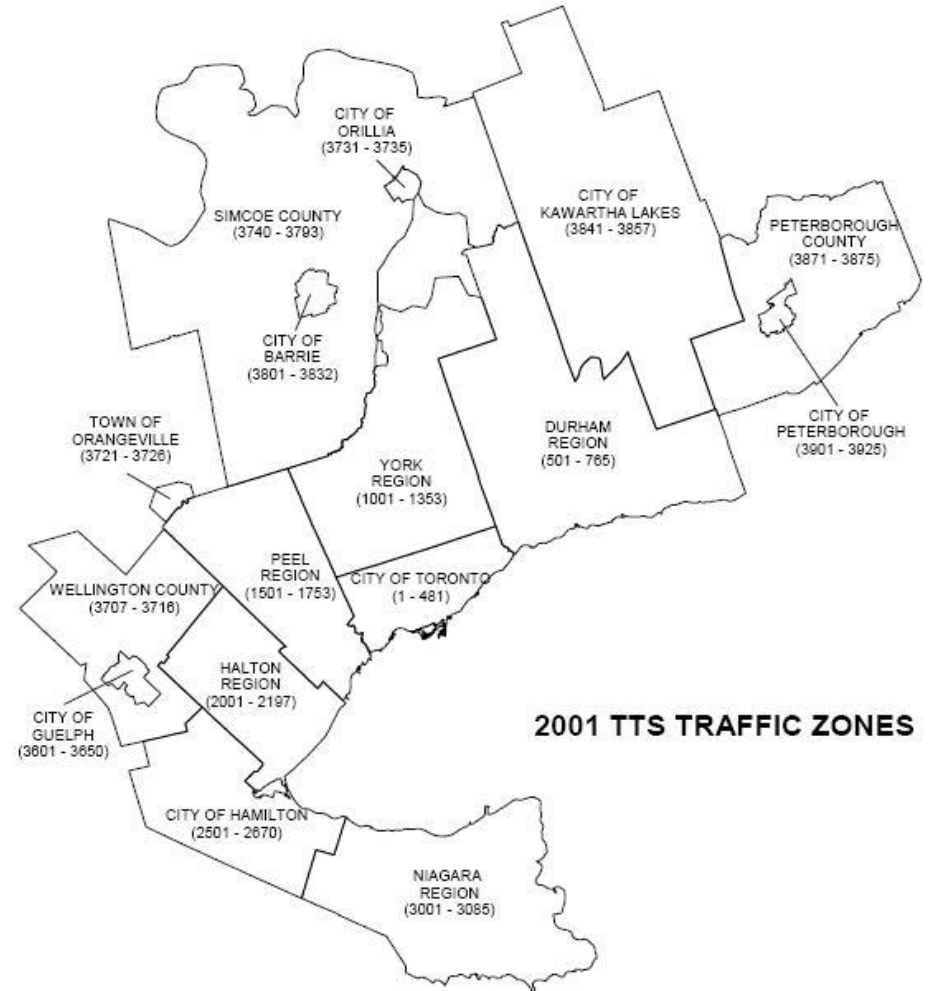 CITY OF
ORILLIA
(3731 - 3735)
CITY OF
KAWARTHA LAKES
(3841 - 3857)
SIMCOE COUNTY
(3740 - 3793)
PETERBOROUGH
COUNTY
(3871 - 3875)
CITY OF
BARRIE
(3801 - 3832)
TOWN OF
ORANGEVILLE
(3721 - 3726)
DURHAM
REGION
(501 - 765)
CITY OF
PETERBOROUGH
(3901 - 3925)
YORK
REGION
(1001 - 1353)
PEEL
REGION
(1501 - 1753)
CITY OF TORONTO
(1 - 481)
WELLINGTON COUNTY
(3707 - 3716)
HALTON
REGION
(2001 - 2197)
CITY OF
GUELPH
(3601 - 3650)
2001 TTS TRAFFIC ZONES
CITY OF HAMILTON
(2501 - 2670)
NIAGARA
REGION
(3001 - 3085)